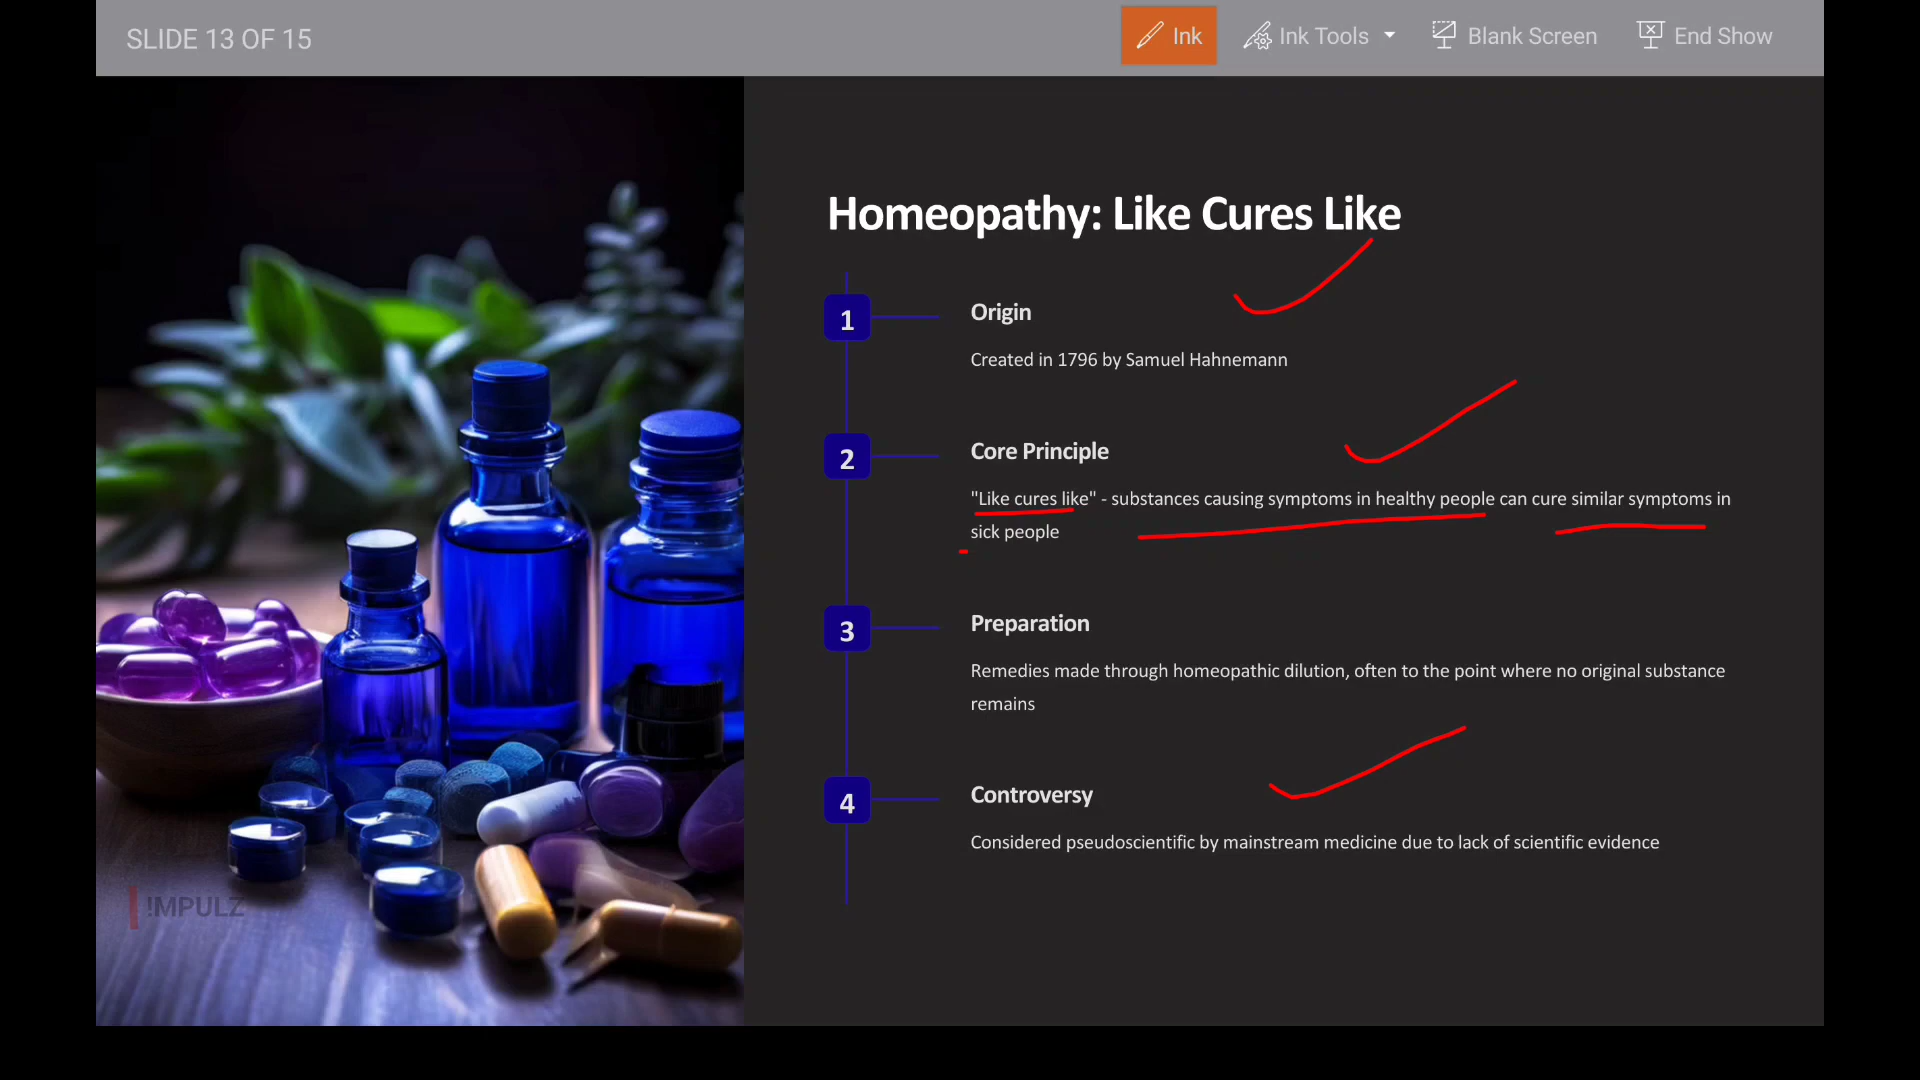 SLIDE 13 OF 15
Ink
Ink Tools
Blank Screen
End Show
Homeopathy: Like Cures Like
1
Origin
Created in 1796 by Samuel Hahnemann
2
Core Principle
"Like cures like" - substances causing symptoms in healthy people can cure similar symptoms in
sick people
3
Preparation
Remedies made through homeopathic dilution, often to the point where no original substance
remains
4
Controversy
Considered pseudoscientific by mainstream medicine due to lack of scientific evidence
!MPULZ